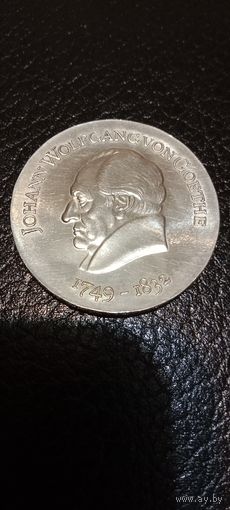 JOHANN WOLFGANG VON GOETHE
1749 - 1832
www.ay.by